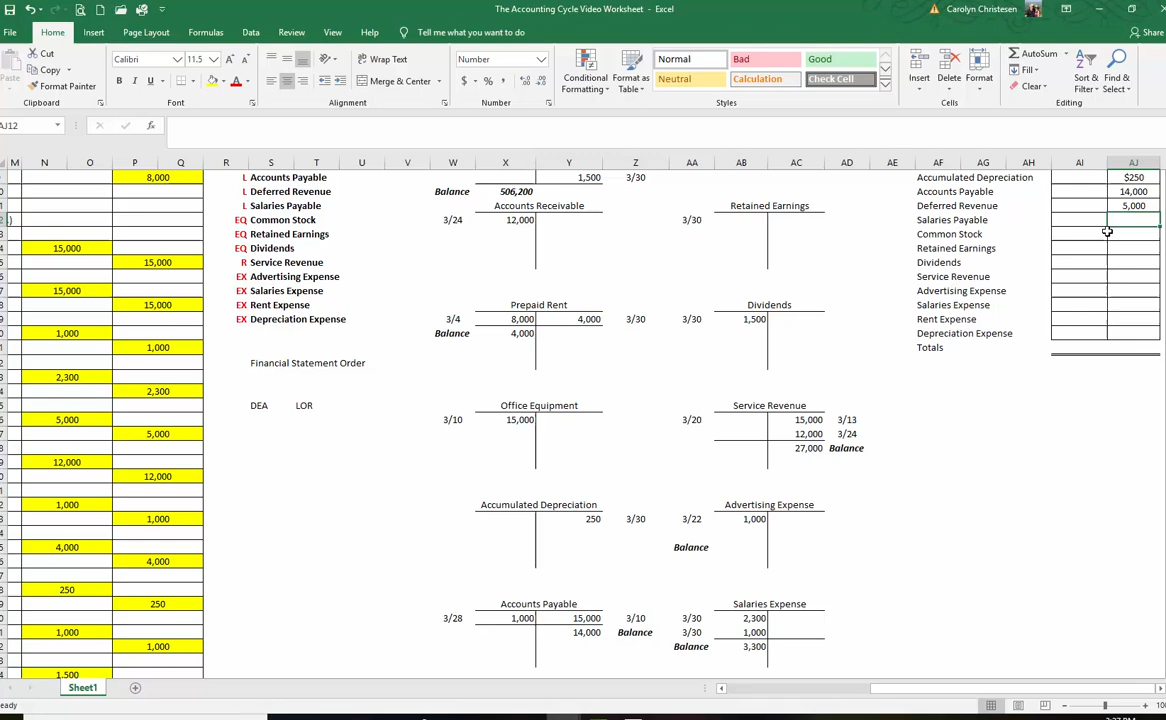 The Accounting Cycle Video Worksheet - Excel
Carolyn Christesen
File Home Insert Page Layout Formulas Data Review View Help Tell me what you want to do Share
Cut
Copy
Format Painter
Paste
Clipboard
Calibri 11.5
B I U
Font
Wrap Text
Merge & Center
Alignment
Number
$ % ,
Number
Conditional Formatting
Format as Table
Normal Bad Good
Neutral Calculation Check Cell
Styles
Insert Delete Format
Cells
AutoSum
Fill
Clear
Sort & Filter
Find & Select
Editing
AJ12 fx
M N O P Q R S T U V W X Y Z AA AB AC AD AE AF AG AH AI AJ
8,000 L Accounts Payable 1,500 3/30 Accumulated Depreciation $250
L Deferred Revenue Balance 506,200 Accounts Payable 14,000
L Salaries Payable Accounts Receivable Retained Earnings Deferred Revenue 5,000
EQ Common Stock 3/24 12,000 3/30 Salaries Payable
EQ Retained Earnings Common Stock
15,000 EQ Dividends Retained Earnings
15,000 R Service Revenue Dividends
EX Advertising Expense Service Revenue
15,000 EX Salaries Expense Advertising Expense
15,000 EX Rent Expense Prepaid Rent Dividends Salaries Expense
EX Depreciation Expense 3/4 8,000 4,000 3/30 3/30 1,500 Rent Expense
1,000 Balance 4,000 Depreciation Expense
1,000 Totals
Financial Statement Order
2,300
2,300
DEA LOR Office Equipment Service Revenue
5,000 3/10 15,000 3/20 15,000 3/13
5,000 12,000 3/24
27,000 Balance
12,000
12,000
1,000 Accumulated Depreciation Advertising Expense
1,000 250 3/30 3/22 1,000
4,000 Balance
4,000
250
250 Accounts Payable Salaries Expense
3/28 1,000 15,000 3/10 3/30 2,300
1,000 14,000 Balance 3/30 1,000
1,000 Balance 3,300
1,500
Sheet1